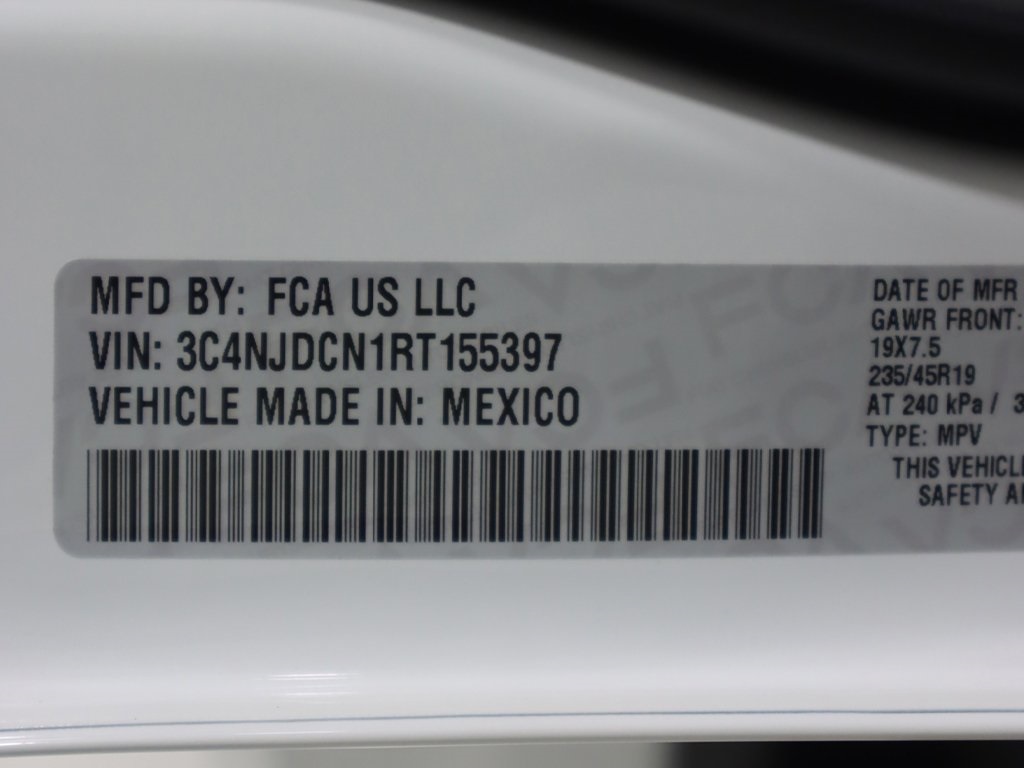 MFD BY: FCA US LLC
VIN: 3C4NJDCN1RT155397
VEHICLE MADE IN: MEXICO
DATE OF MFR
GAWR FRONT:
19X7.5
235/45R19
AT 240 kPa / 3
TYPE: MPV
THIS VEHICL
SAFETY A